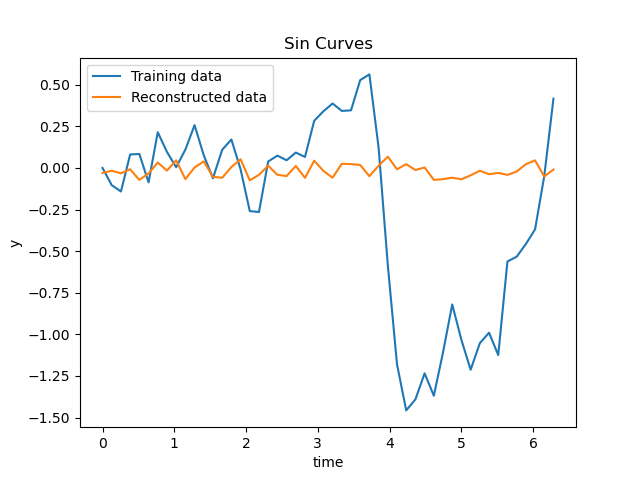 Sin Curves
Training data
Reconstructed data
0.50
0.25
0.00
−0.25
−0.50
−0.75
−1.00
−1.25
−1.50
y
0 1 2 3 4 5 6
time